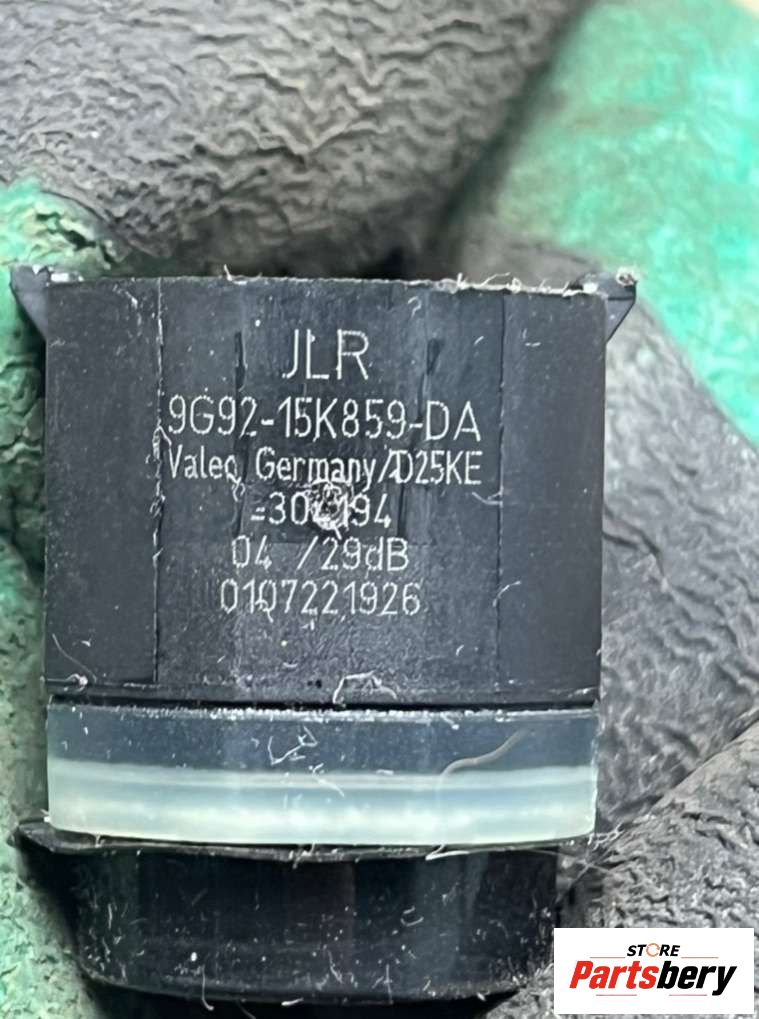 JLR
9G92-15K859-DA
Valeo, Germany/D25KE
04 /29dB
0107221926
STORE
Partsbery